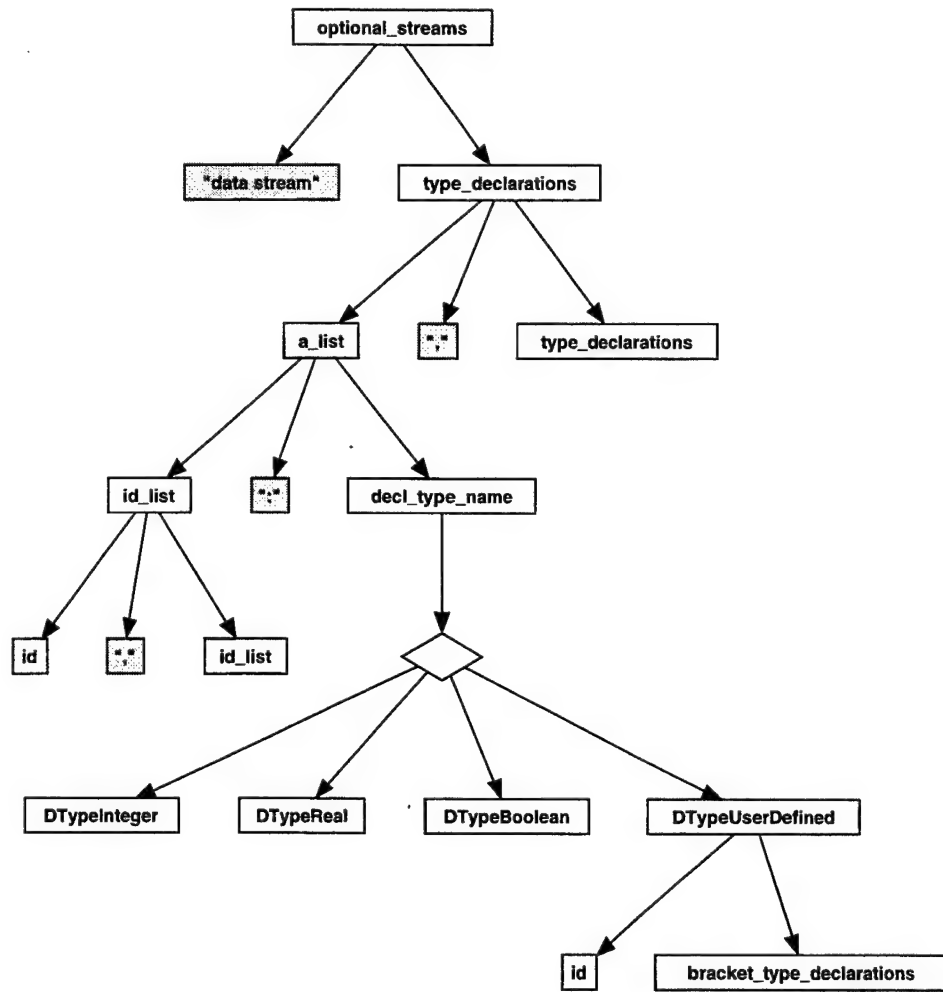 optional_streams
"data stream"
type_declarations
a_list
","
type_declarations
id_list
":"
decl_type_name
id
","
id_list
DTypeInteger
DTypeReal
DTypeBoolean
DTypeUserDefined
id
bracket_type_declarations